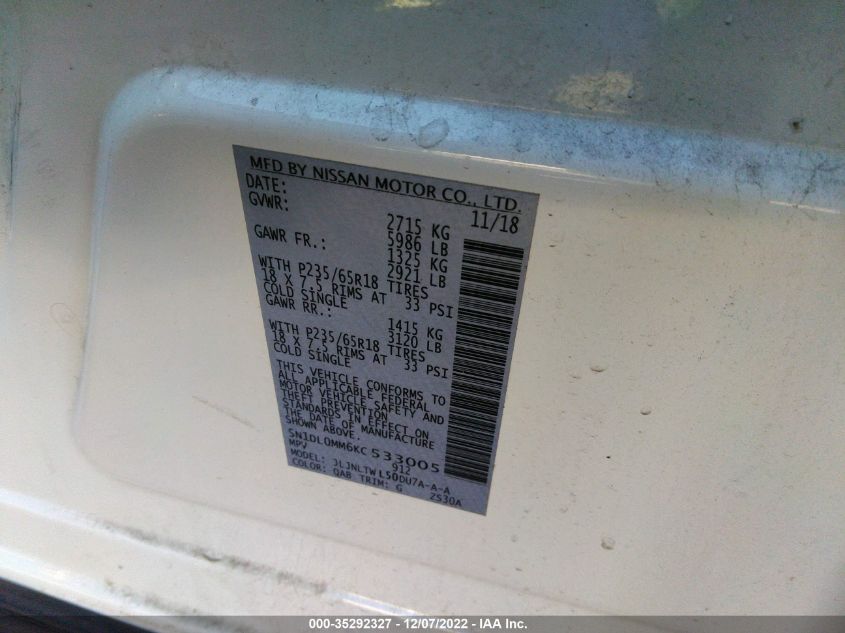 MFD BY NISSAN MOTOR CO., LTD.
DATE: 11/18
GVWR: 2715 KG
5986 LB
GAWR FR.: 1325 KG
2921 LB
WITH P235/65R18 TIRES
18 X 7.5 RIMS AT 33 PSI
COLD SINGLE
GAWR RR.: 1415 KG
3120 LB
WITH P235/65R18 TIRES
18 X 7.5 RIMS AT 33 PSI
COLD SINGLE
THIS VEHICLE CONFORMS TO
ALL APPLICABLE FEDERAL
MOTOR VEHICLE SAFETY AND
THEFT PREVENTION
STANDARDS IN EFFECT ON
THE DATE OF MANUFACTURE
SHOWN ABOVE.
5N1DL0MM6KC 533005
MPV 912
MODEL: JLJNLTWL50DU7A-A-A
COLOR: QAB TRIM: G ZS30A
000-35292327 - 12/07/2022 - IAA Inc.